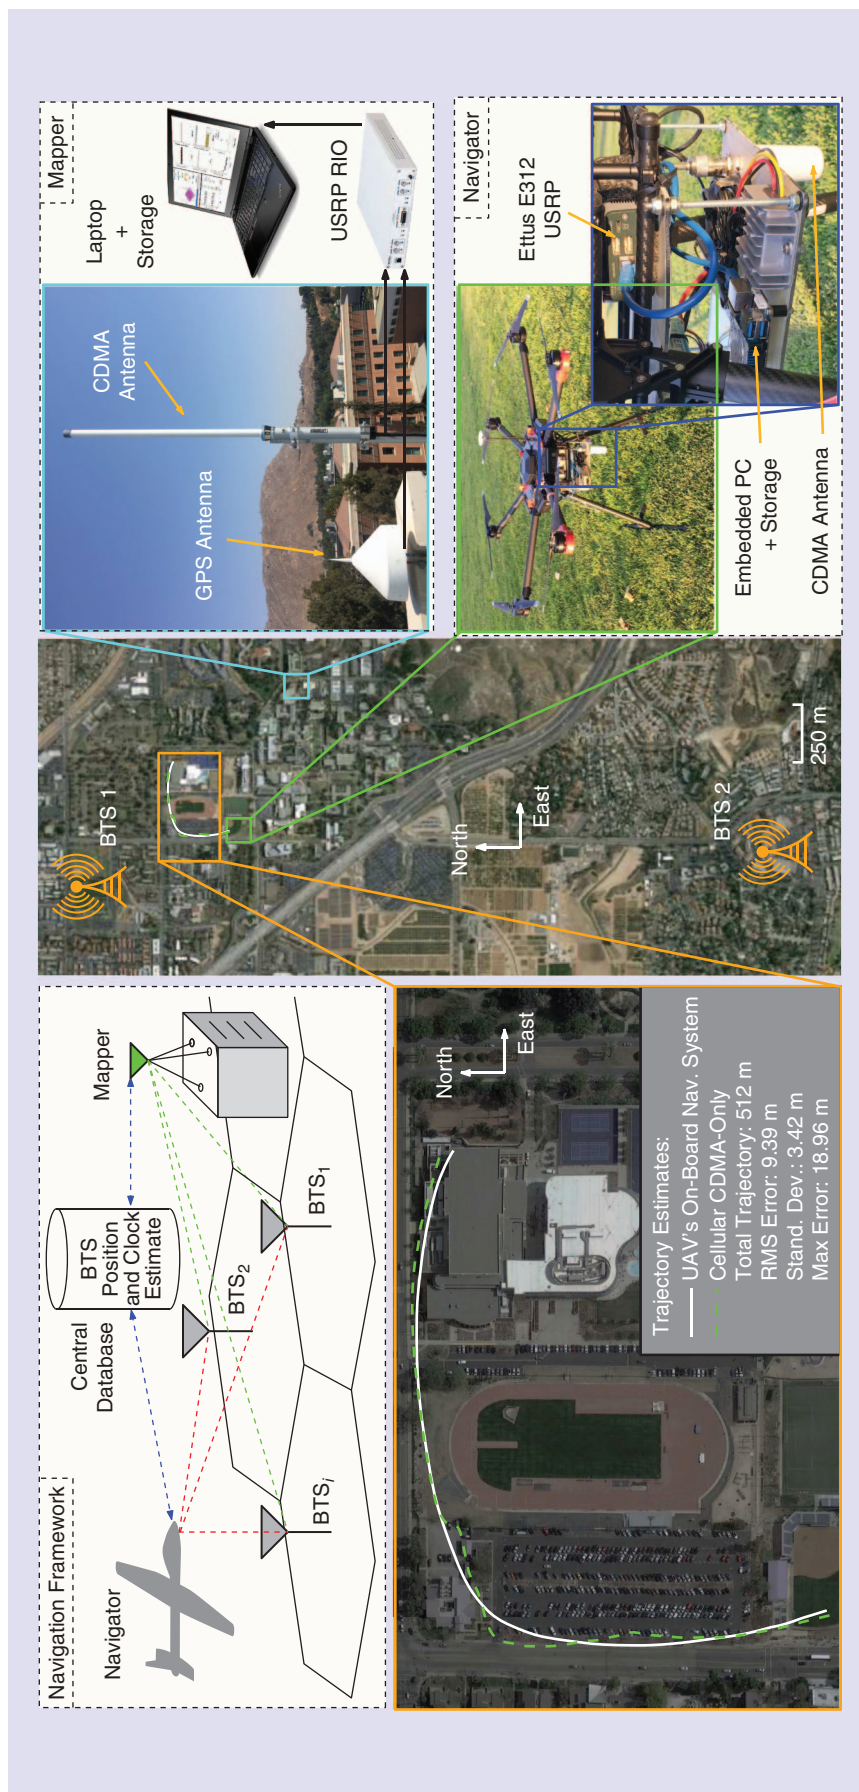 Navigation Framework
Navigator
Central
Database
BTS
Position
and Clock
Estimate
Mapper
BTS2
BTS1
BTSi
North
East
Trajectory Estimates:
UAV's On-Board Nav. System
Cellular CDMA-Only
Total Trajectory: 512 m
RMS Error: 9.39 m
Stand. Dev.: 3.42 m
Max Error: 18.96 m
BTS 1
North
East
BTS 2
250 m
Mapper
CDMA
Antenna
GPS Antenna
Laptop
+
Storage
USRP RIO
Navigator
Ettus E312
USRP
Embedded PC
+ Storage
CDMA Antenna